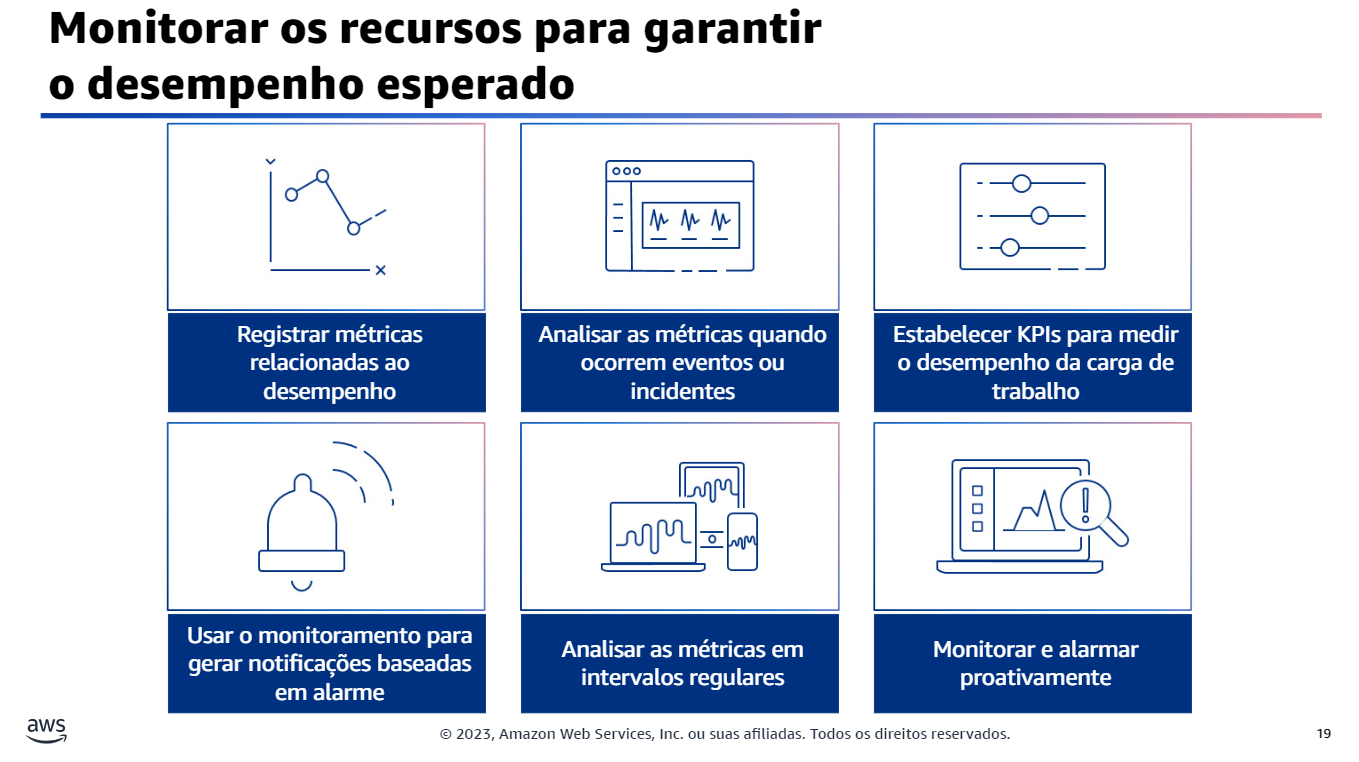 Monitorar os recursos para garantir
o desempenho esperado
Registrar métricas
relacionadas ao
desempenho
Analisar as métricas quando
ocorrem eventos ou
incidentes
Estabelecer KPIs para medir
o desempenho da carga de
trabalho
Usar o monitoramento para
gerar notificações baseadas
em alarme
Analisar as métricas em
intervalos regulares
Monitorar e alarmar
proativamente
aws
© 2023, Amazon Web Services, Inc. ou suas afiliadas. Todos os direitos reservados.
19